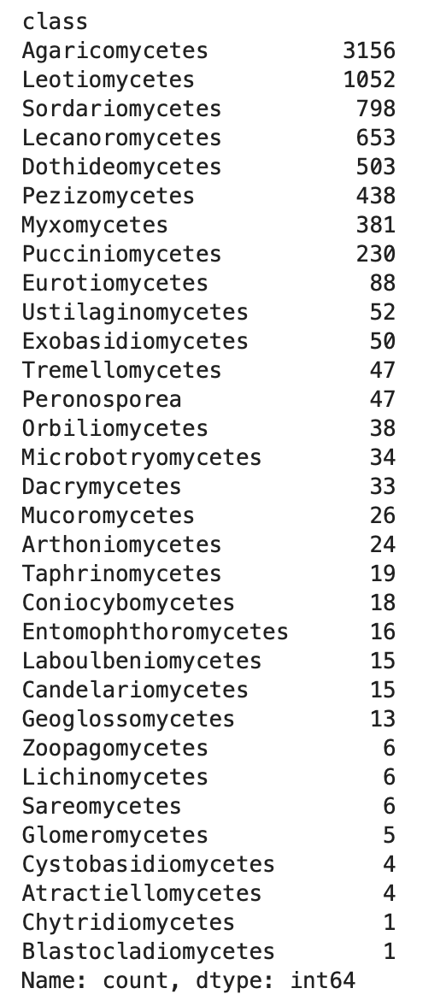 class
Agaricomycetes 3156
Leotiomycetes 1052
Sordariomycetes 798
Lecanoromycetes 653
Dothideomycetes 503
Pezizomycetes 438
Myxomycetes 381
Pucciniomycetes 230
Eurotiomycetes 88
Ustilaginomycetes 52
Exobasidiomycetes 50
Tremellomycetes 47
Peronosporea 47
Orbiliomycetes 38
Microbotryomycetes 34
Dacrymycetes 33
Mucoromycetes 26
Arthoniomycetes 24
Taphrinomycetes 19
Coniocybomycetes 18
Entomophthoromycetes 16
Laboulbeniomycetes 15
Candelariomycetes 15
Geoglossomycetes 13
Zoopagomycetes 6
Lichinomycetes 6
Sareomycetes 6
Glomeromycetes 5
Cystobasidiomycetes 4
Atractiellomycetes 4
Chytridiomycetes 1
Blastocladiomycetes 1
Name: count, dtype: int64